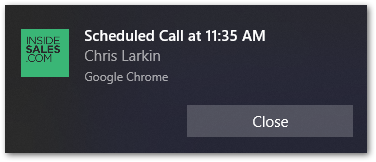 INSIDE
SALES
.COM
Scheduled Call at 11:35 AM
Chris Larkin
Google Chrome
Close